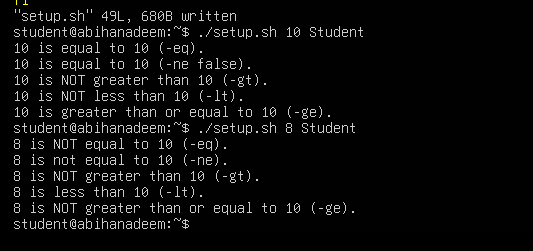 fi
"setup.sh" 49L, 680B written
student@abihanadeem:~$ ./setup.sh 10 Student
10 is equal to 10 (-eq).
10 is equal to 10 (-ne false).
10 is NOT greater than 10 (-gt).
10 is NOT less than 10 (-lt).
10 is greater than or equal to 10 (-ge).
student@abihanadeem:~$ ./setup.sh 8 Student
8 is NOT equal to 10 (-eq).
8 is not equal to 10 (-ne).
8 is NOT greater than 10 (-gt).
8 is less than 10 (-lt).
8 is NOT greater than or equal to 10 (-ge).
student@abihanadeem:~$